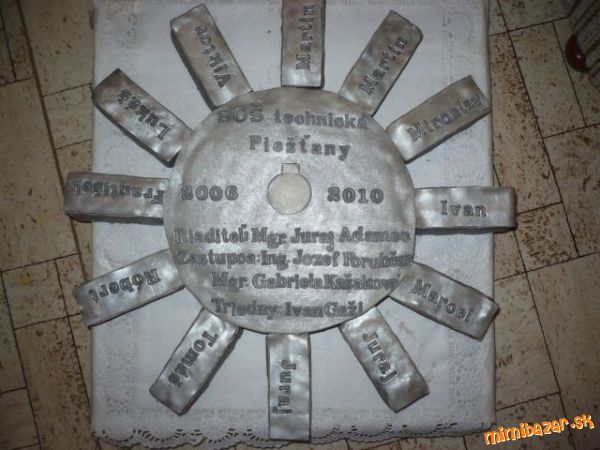 SOŠ technická
Piešťany
2006 2010
Riaditeľ: Mgr. Juraj Adamec
Zástupca: Ing. Jozef Porubčan
Mgr. Gabriela Kašáková
Triedny Ivan Gaži
Martin
Martin
Miroslav
Ivan
Marcel
Juraj
Juraj
Tomáš
Róbert
František
Lukáš
Viktor
mimibazar.sk